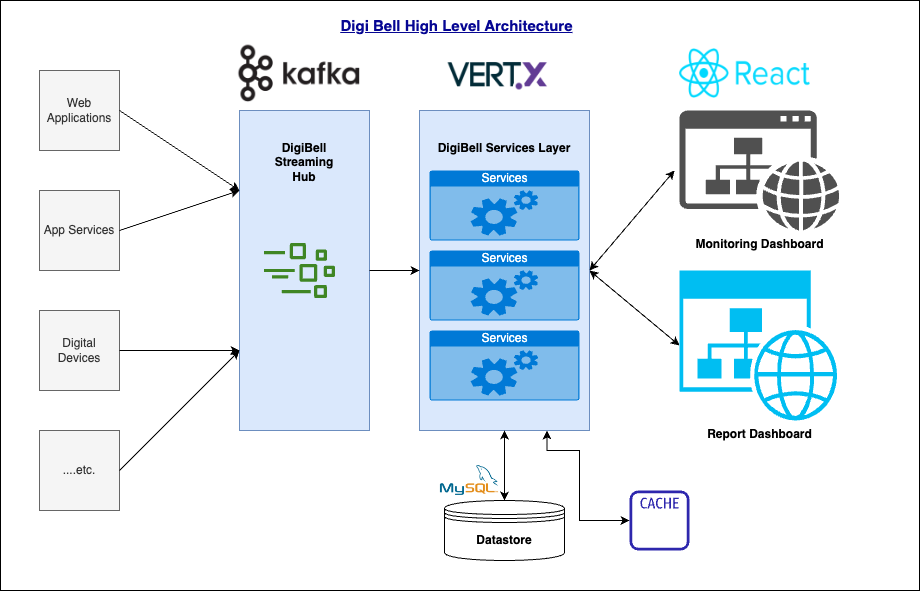 Digi Bell High Level Architecture
kafka
VERT.X
React
Web
Applications
App Services
Digital
Devices
....etc.
DigiBell
Streaming
Hub
DigiBell Services Layer
Services
Services
Services
Monitoring Dashboard
Report Dashboard
MySQL
Datastore
CACHE